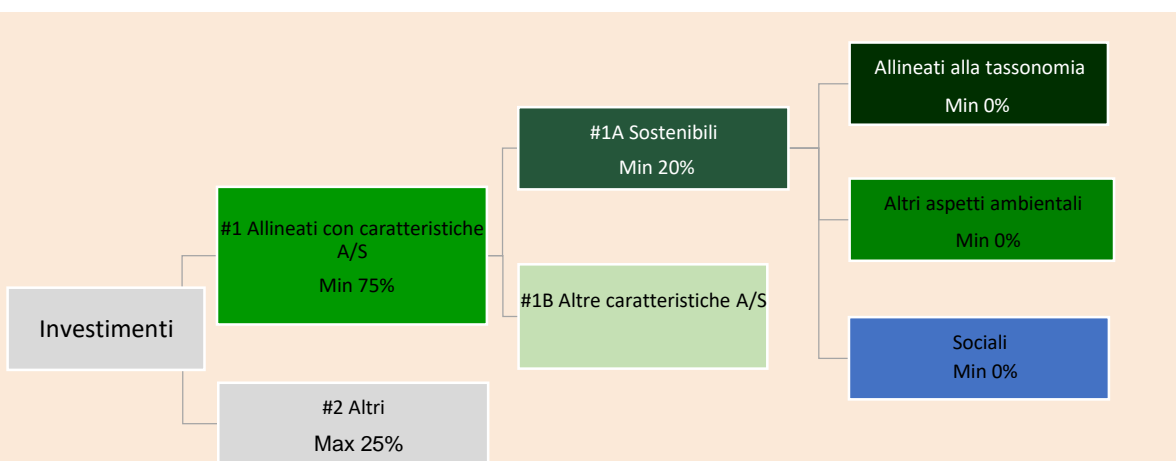 Investimenti
#1 Allineati con caratteristiche
A/S
Min 75%
#2 Altri
Max 25%
#1A Sostenibili
Min 20%
#1B Altre caratteristiche A/S
Allineati alla tassonomia
Min 0%
Altri aspetti ambientali
Min 0%
Sociali
Min 0%